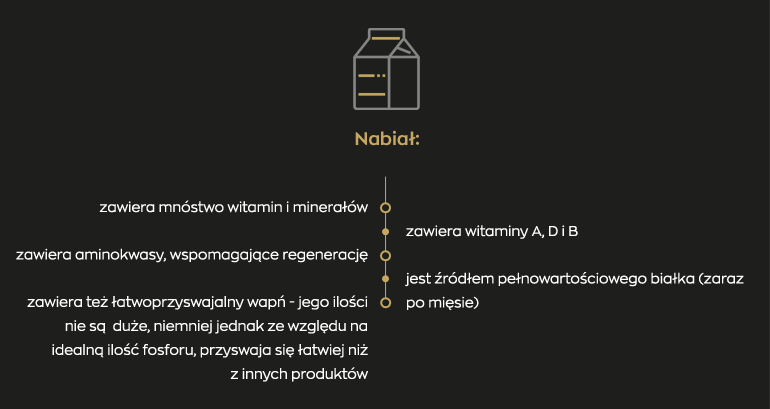 Nabiał:
zawiera mnóstwo witamin i minerałów
zawiera witaminy A, D i B
zawiera aminokwasy, wspomagające regenerację
jest źródłem pełnowartościowego białka (zaraz
po mięsie)
zawiera też łatwoprzyswajalny wapń - jego ilości
nie są duże, niemniej jednak ze względu na
idealną ilość fosforu, przyswaja się łatwiej niż
z innych produktów